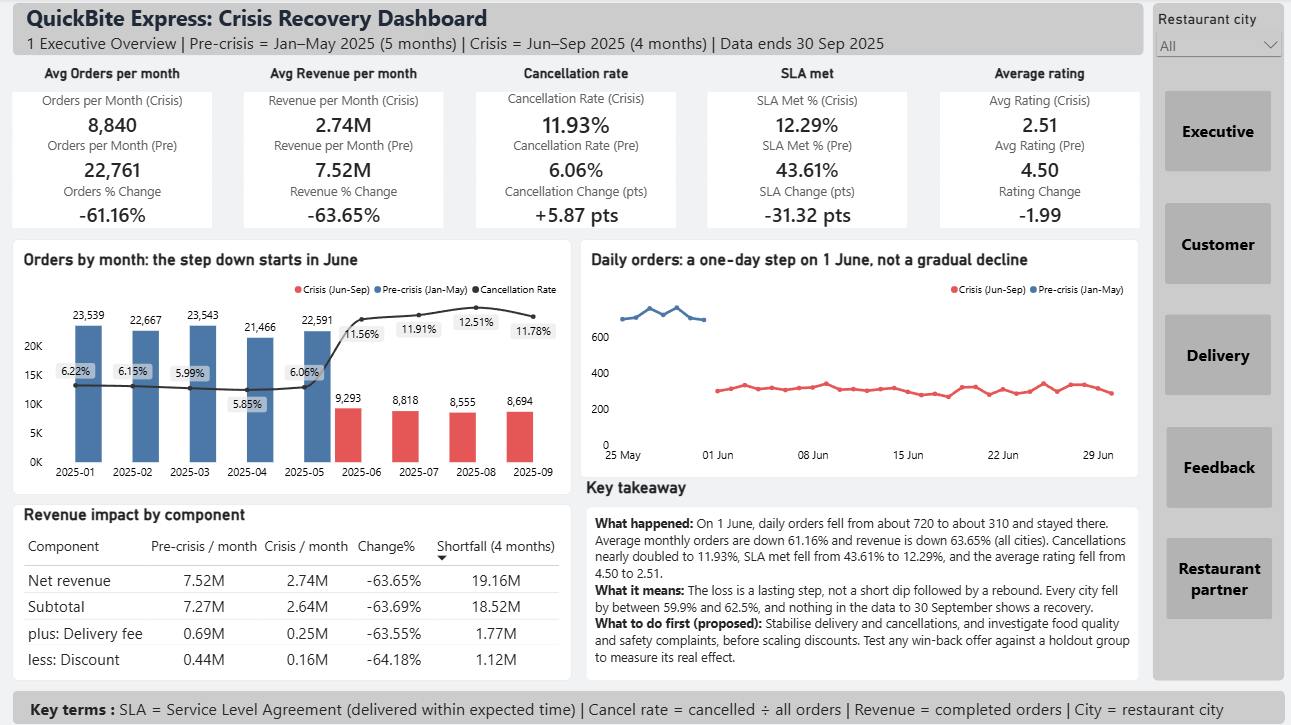 QuickBite Express: Crisis Recovery Dashboard
1 Executive Overview | Pre-crisis = Jan–May 2025 (5 months) | Crisis = Jun–Sep 2025 (4 months) | Data ends 30 Sep 2025
Restaurant city
All
Avg Orders per month
Orders per Month (Crisis)
8,840
Orders per Month (Pre)
22,761
Orders % Change
-61.16%
Avg Revenue per month
Revenue per Month (Crisis)
2.74M
Revenue per Month (Pre)
7.52M
Revenue % Change
-63.65%
Cancellation rate
Cancellation Rate (Crisis)
11.93%
Cancellation Rate (Pre)
6.06%
Cancellation Change (pts)
+5.87 pts
SLA met
SLA Met % (Crisis)
12.29%
SLA Met % (Pre)
43.61%
SLA Change (pts)
-31.32 pts
Average rating
Avg Rating (Crisis)
2.51
Avg Rating (Pre)
4.50
Rating Change
-1.99
Executive
Customer
Delivery
Feedback
Restaurant
partner
Orders by month: the step down starts in June
Crisis (Jun-Sep) Pre-crisis (Jan-May) Cancellation Rate
23,539 22,667 23,543 21,466 22,591 9,293 8,818 8,555 8,694
6.22% 6.15% 5.99% 5.85% 6.06% 11.56% 11.91% 12.51% 11.78%
20K
15K
10K
5K
0K
2025-01 2025-02 2025-03 2025-04 2025-05 2025-06 2025-07 2025-08 2025-09
Daily orders: a one-day step on 1 June, not a gradual decline
Crisis (Jun-Sep) Pre-crisis (Jan-May)
600
400
200
0
25 May 01 Jun 08 Jun 15 Jun 22 Jun 29 Jun
Revenue impact by component
Component Pre-crisis / month Crisis / month Change% Shortfall (4 months)
Net revenue 7.52M 2.74M -63.65% 19.16M
Subtotal 7.27M 2.64M -63.69% 18.52M
plus: Delivery fee 0.69M 0.25M -63.55% 1.77M
less: Discount 0.44M 0.16M -64.18% 1.12M
Key takeaway
What happened: On 1 June, daily orders fell from about 720 to about 310 and stayed there.
Average monthly orders are down 61.16% and revenue is down 63.65% (all cities). Cancellations
nearly doubled to 11.93%, SLA met fell from 43.61% to 12.29%, and the average rating fell from
4.50 to 2.51.
What it means: The loss is a lasting step, not a short dip followed by a rebound. Every city fell
by between 59.9% and 62.5%, and nothing in the data to 30 September shows a recovery.
What to do first (proposed): Stabilise delivery and cancellations, and investigate food quality
and safety complaints, before scaling discounts. Test any win-back offer against a holdout group
to measure its real effect.
Key terms : SLA = Service Level Agreement (delivered within expected time) | Cancel rate = cancelled ÷ all orders | Revenue = completed orders | City = restaurant city